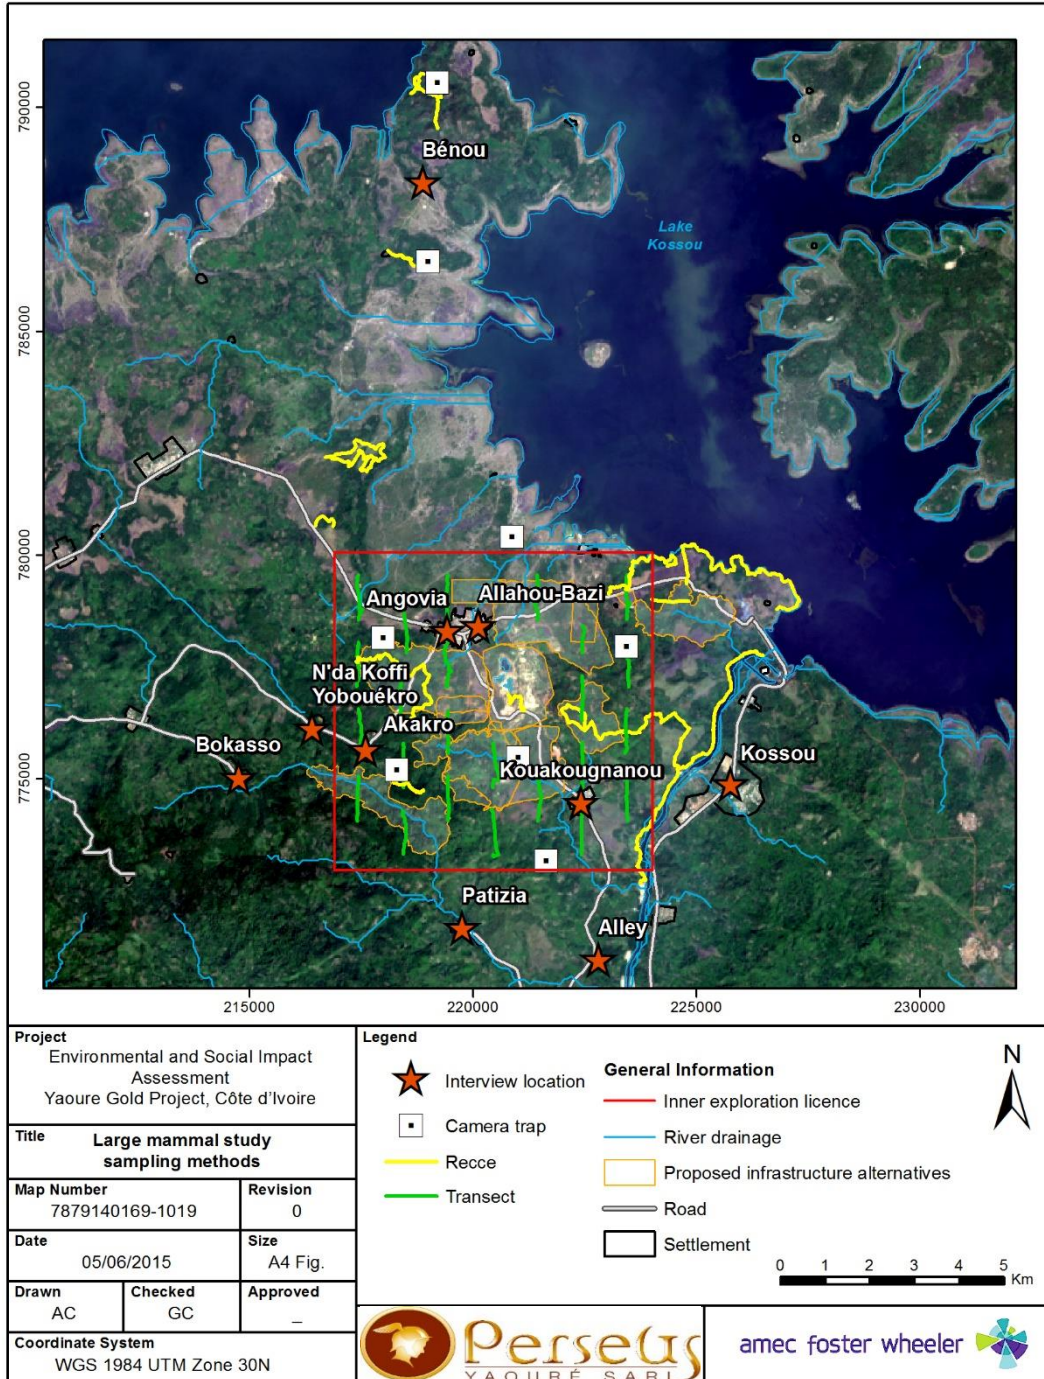 790000
785000
780000
775000
Bénou
Lake
Kossou
Angovia
Allahou-Bazi
N'da Koffi
Yobouékro
Akakro
Bokasso
Kouakougnanou
Kossou
Patizia
Alley
215000
220000
225000
230000
Project
Environmental and Social Impact
Assessment
Yaoure Gold Project, Côte d'Ivoire
Title
Large mammal study
sampling methods
Map Number
7879140169-1019
Revision
0
Date
05/06/2015
Size
A4 Fig.
Drawn
AC
Checked
GC
Approved
_
Coordinate System
WGS 1984 UTM Zone 30N
Legend
Interview location
Camera trap
Recce
Transect
General Information
Inner exploration licence
River drainage
Proposed infrastructure alternatives
Road
Settlement
N
0 1 2 3 4 5
Km
Perseus
YAOURÉ SARL
amec foster wheeler